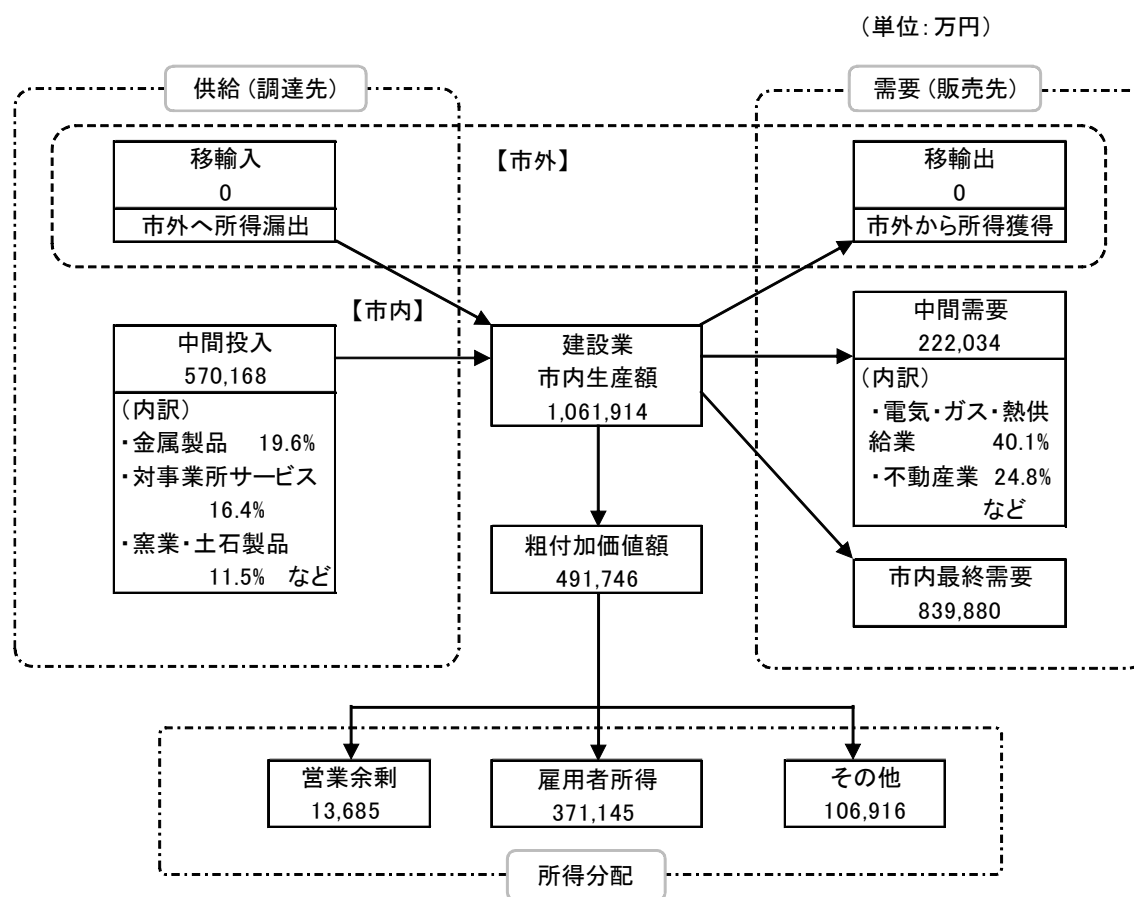 （単位：万円）
供給（調達先）
需要（販売先）
移輸入
0
市外へ所得漏出
【市外】
移輸出
0
市外から所得獲得
【市内】
中間投入
570,168
（内訳）
・金属製品　19.6%
・対事業所サービス
16.4%
・窯業・土石製品
11.5%　など
建設業
市内生産額
1,061,914
中間需要
222,034
（内訳）
・電気・ガス・熱供
給業　40.1%
・不動産業　24.8%
など
粗付加価値額
491,746
市内最終需要
839,880
営業余剰
13,685
雇用者所得
371,145
その他
106,916
所得分配